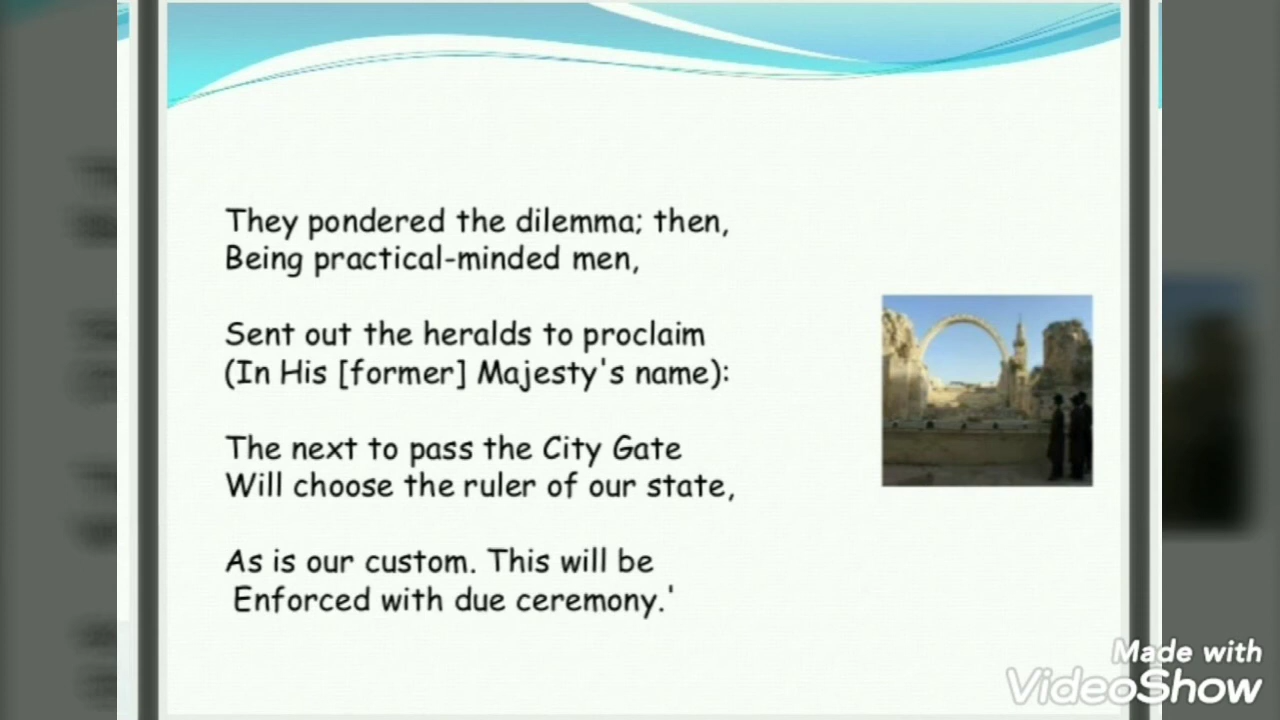 They pondered the dilemma; then,
Being practical-minded men,
Sent out the heralds to proclaim
(In His [former] Majesty's name):
The next to pass the City Gate
Will choose the ruler of our state,
As is our custom. This will be
Enforced with due ceremony.'
Made with
VideoShow